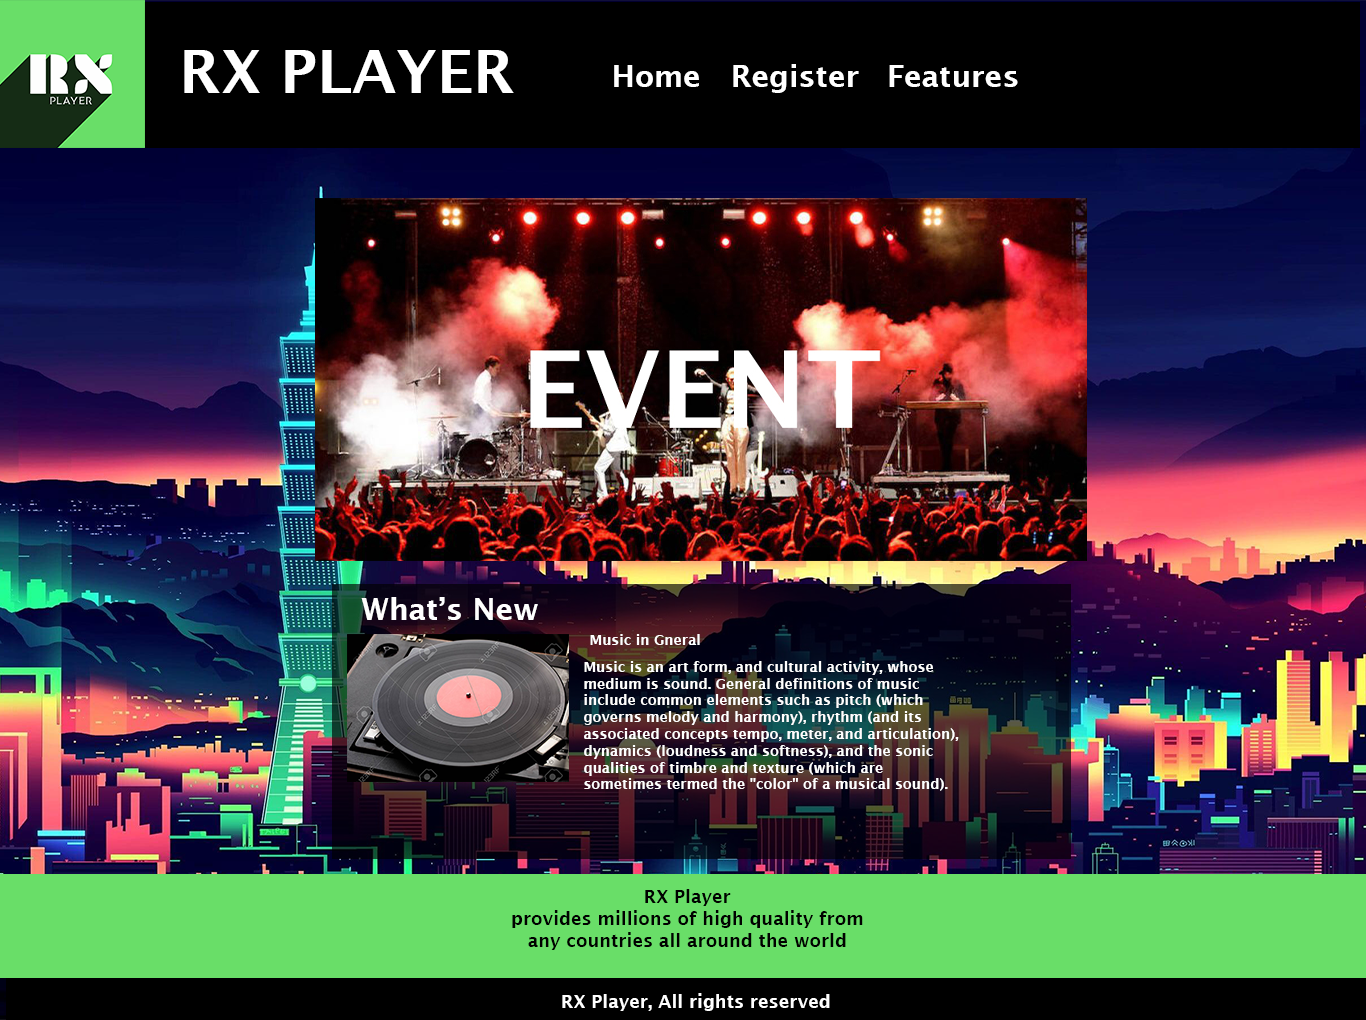 RX
PLAYER
RX PLAYER
Home Register Features
EVENT
What's New
Music in Gneral
Music is an art form, and cultural activity, whose
medium is sound. General definitions of music
include common elements such as pitch (which
governs melody and harmony), rhythm (and its
associated concepts tempo, meter, and articulation),
dynamics (loudness and softness), and the sonic
qualities of timbre and texture (which are
sometimes termed the "color" of a musical sound).
RX Player
provides millions of high quality from
any countries all around the world
RX Player, All rights reserved